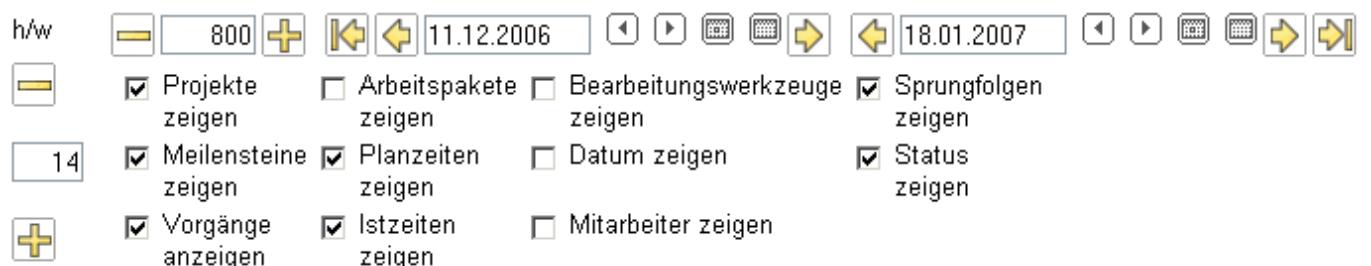 h/w 800 11.12.2006 18.01.2007
Projekte Arbeitspakete Bearbeitungswerkzeuge Sprungfolgen
zeigen zeigen zeigen zeigen
14 Meilensteine Planzeiten Datum zeigen Status
zeigen zeigen zeigen
Vorgänge Istzeiten Mitarbeiter zeigen
anzeigen zeigen